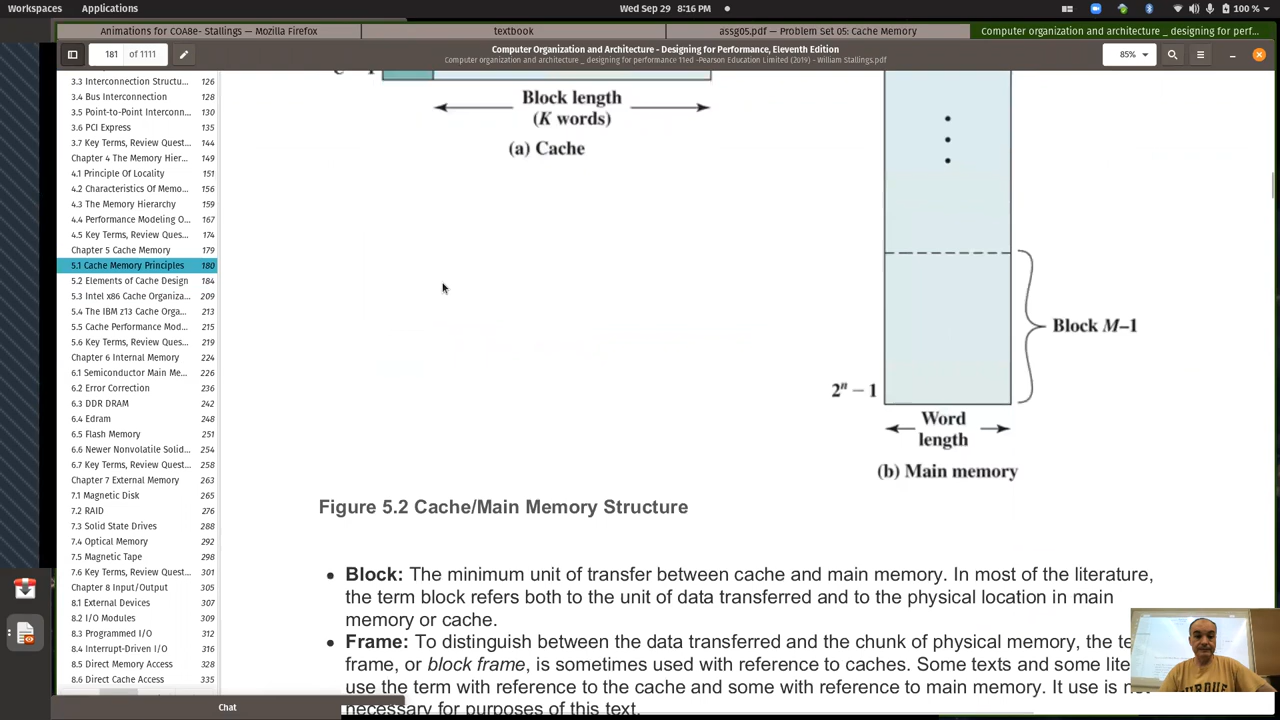 Workspaces Applications Wed Sep 29 8:16 PM 100 %
Animations for COA8e- Stallings — Mozilla Firefox
textbook
assg05.pdf — Problem Set 05: Cache Memory
Computer organization and architecture _ designing for perf...
181 of 1111
Computer Organization and Architecture - Designing for Performance, Eleventh Edition
Computer organization and architecture _ designing for performance 11ed -Pearson Education Limited (2019) - William Stallings.pdf
85%
3.3 Interconnection Structu... 126
3.4 Bus Interconnection 128
3.5 Point-to-Point Interconn... 130
3.6 PCI Express 135
3.7 Key Terms, Review Quest... 144
Chapter 4 The Memory Hier... 149
4.1 Principle Of Locality 151
4.2 Characteristics Of Memo... 156
4.3 The Memory Hierarchy 159
4.4 Performance Modeling O... 167
4.5 Key Terms, Review Ques... 174
Chapter 5 Cache Memory 179
5.1 Cache Memory Principles 180
5.2 Elements of Cache Design 184
5.3 Intel x86 Cache Organiza... 209
5.4 The IBM z13 Cache Orga... 213
5.5 Cache Performance Mod... 215
5.6 Key Terms, Review Ques... 219
Chapter 6 Internal Memory 224
6.1 Semiconductor Main Me... 226
6.2 Error Correction 236
6.3 DDR DRAM 242
6.4 Edram 248
6.5 Flash Memory 251
6.6 Newer Nonvolatile Solid... 254
6.7 Key Terms, Review Quest... 258
Chapter 7 External Memory 263
7.1 Magnetic Disk 265
7.2 RAID 276
7.3 Solid State Drives 288
7.4 Optical Memory 292
7.5 Magnetic Tape 298
7.6 Key Terms, Review Quest... 301
Chapter 8 Input/Output 305
8.1 External Devices 307
8.2 I/O Modules 309
8.3 Programmed I/O 312
8.4 Interrupt-Driven I/O 316
8.5 Direct Memory Access 328
8.6 Direct Cache Access 335
Chat
Block length
(K words)
(a) Cache
Block M–1
2ⁿ – 1
Word
length
(b) Main memory
Figure 5.2 Cache/Main Memory Structure
• Block: The minimum unit of transfer between cache and main memory. In most of the literature,
the term block refers both to the unit of data transferred and to the physical location in main
memory or cache.
• Frame: To distinguish between the data transferred and the chunk of physical memory, the
frame, or block frame, is sometimes used with reference to caches. Some texts and some
use the term with reference to the cache and some with reference to main memory. It use is
necessary for purposes of this text.
PURDUE